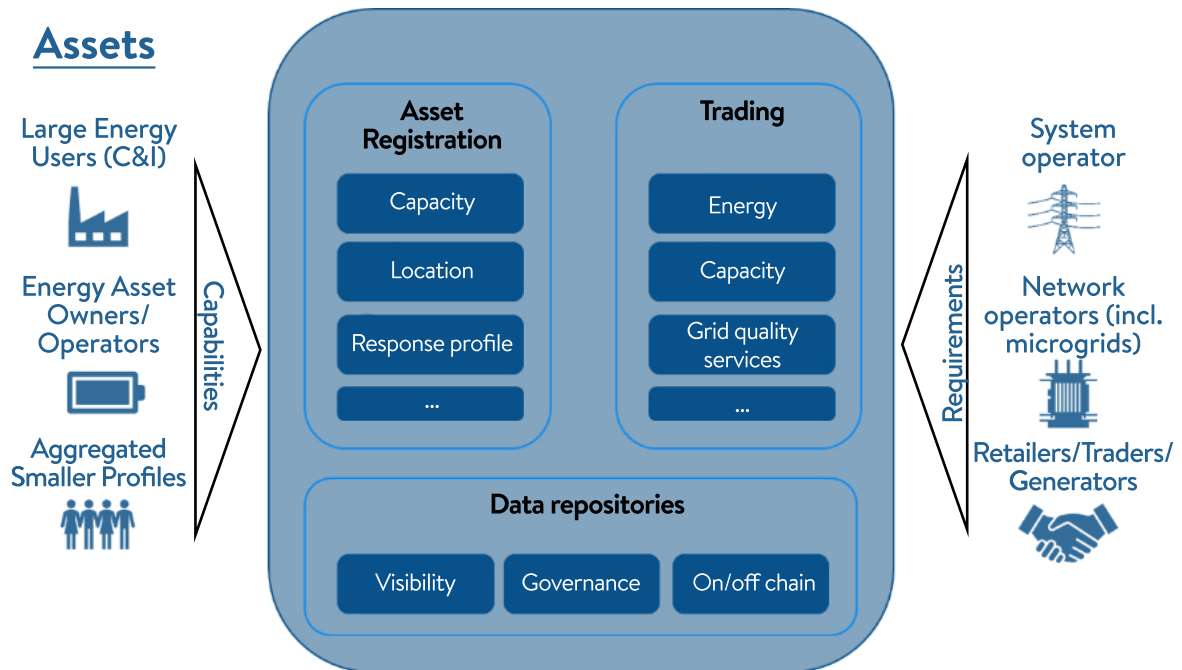 Assets
Large Energy
Users (C&I)
Energy Asset
Owners/
Operators
Aggregated
Smaller Profiles
Capabilities
Asset
Registration
Capacity
Location
Response profile
...
Trading
Energy
Capacity
Grid quality
services
...
Data repositories
Visibility
Governance
On/off chain
Requirements
System
operator
Network
operators (incl.
microgrids)
Retailers/Traders/
Generators